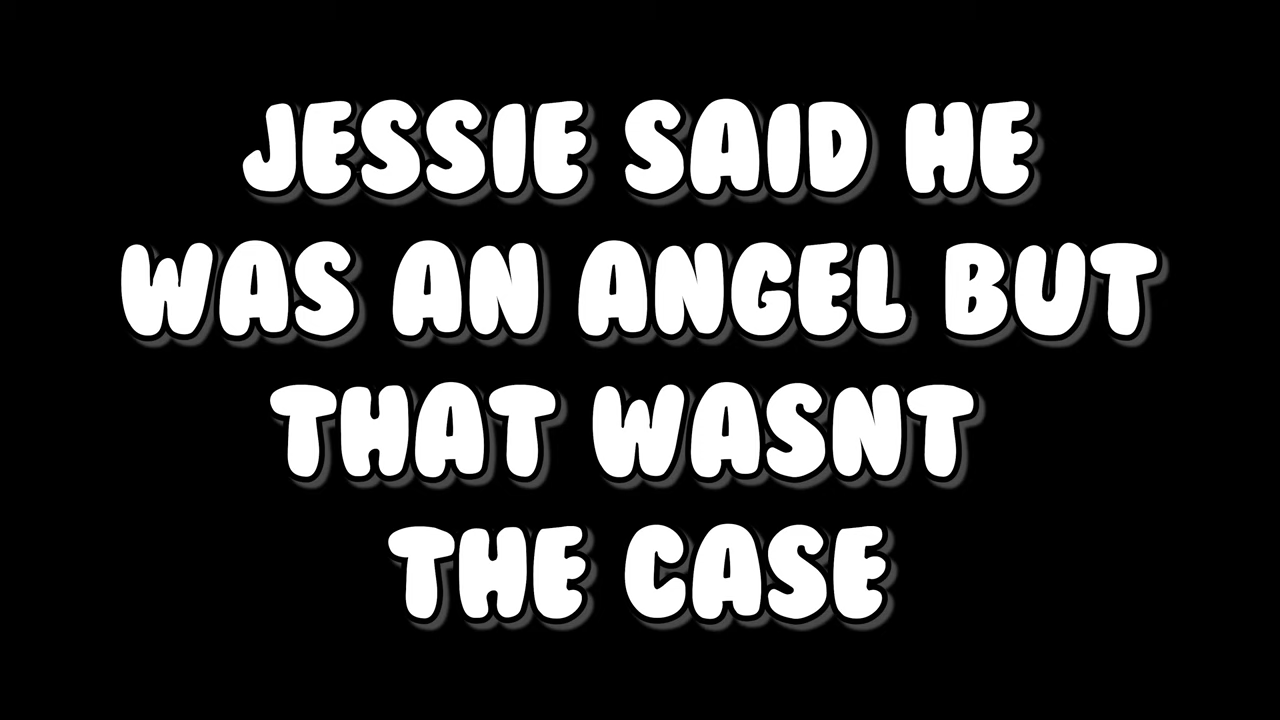 JESSIE SAID HE
WAS AN ANGEL BUT
THAT WASNT
THE CASE